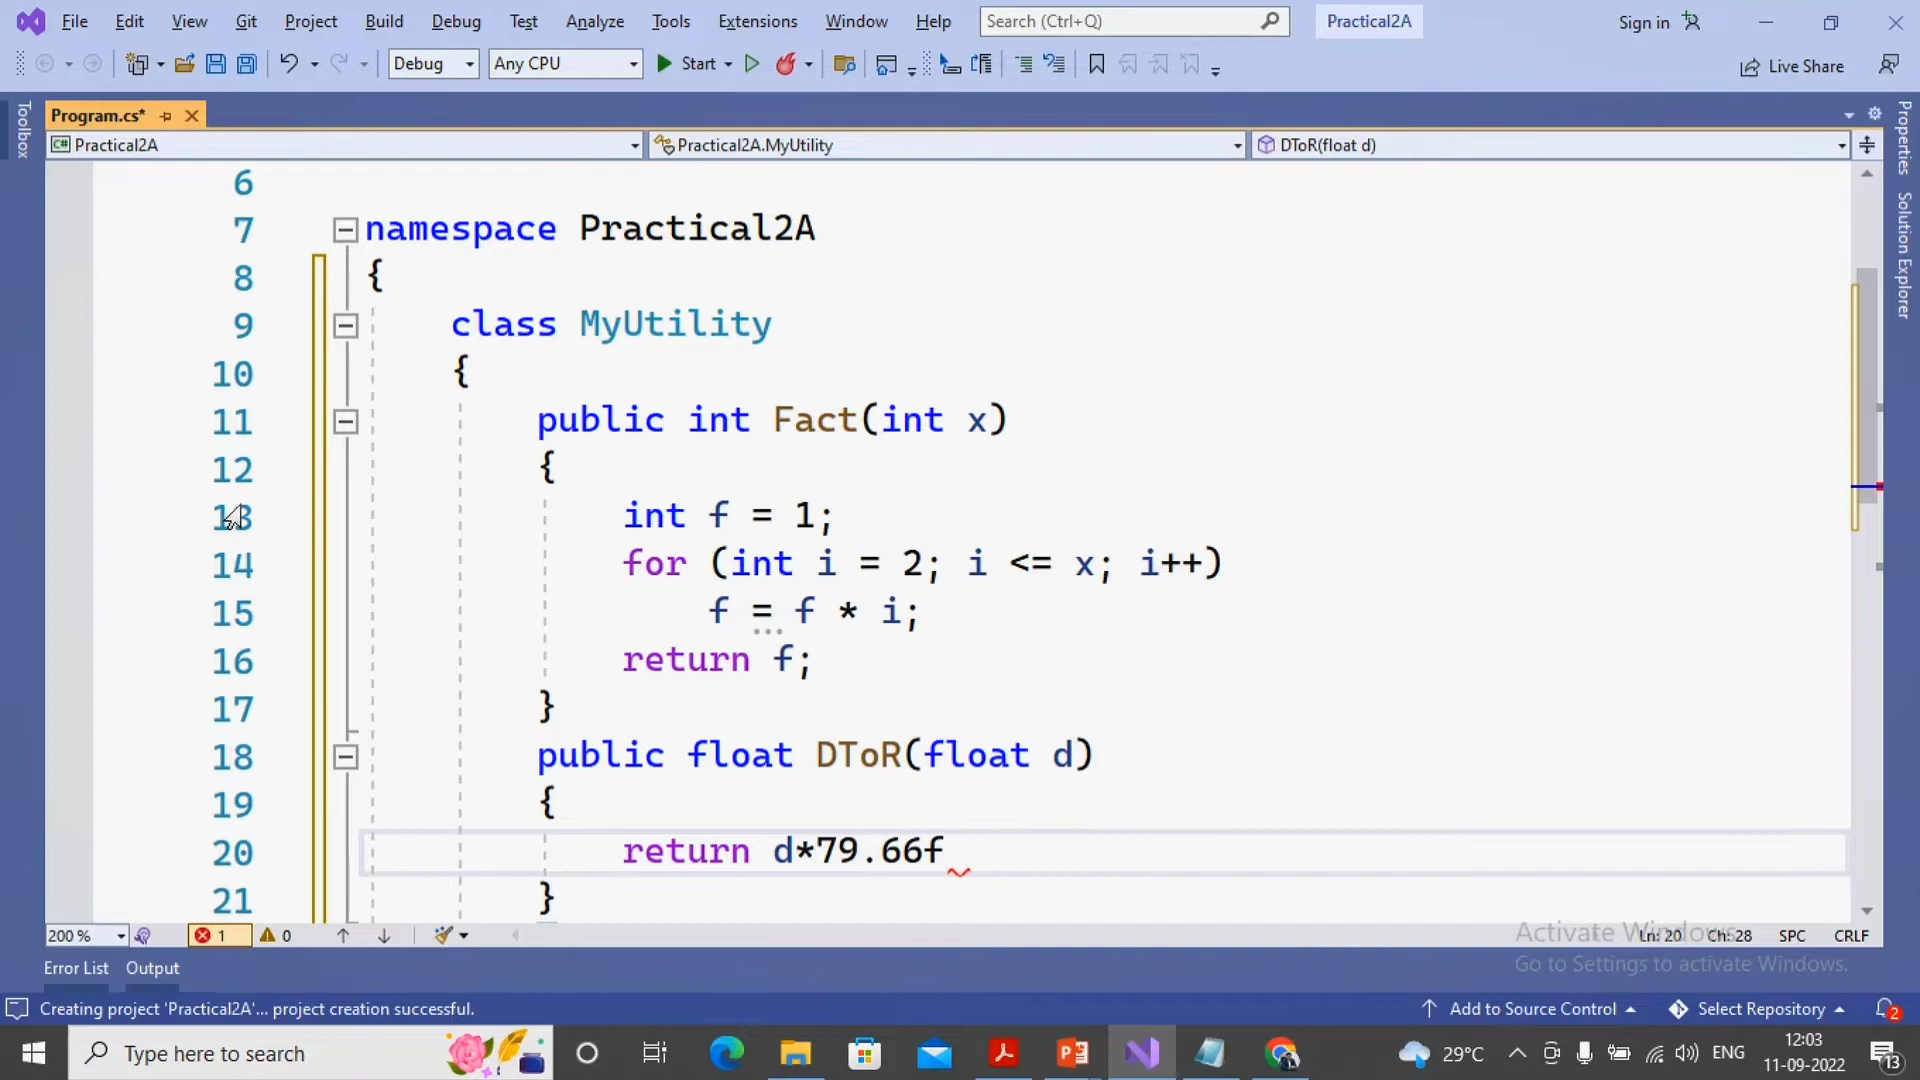 File Edit View Git Project Build Debug Test Analyze Tools Extensions Window Help Search (Ctrl+Q) Practical2A Sign in
Debug Any CPU Start Live Share
Toolbox
Program.cs*
Practical2A Practical2A.MyUtility DToR(float d)
Properties
Solution Explorer
6
7 namespace Practical2A
8 {
9 class MyUtility
10 {
11 public int Fact(int x)
12 {
13 int f = 1;
14 for (int i = 2; i <= x; i++)
15 f = f * i;
16 return f;
17 }
18 public float DToR(float d)
19 {
20 return d*79.66f
21 }
200 % 1 0 Ln: 20 Ch: 28 SPC CRLF
Activate Windows
Go to Settings to activate Windows.
Error List Output
Creating project 'Practical2A'... project creation successful. Add to Source Control Select Repository 2
Type here to search 29°C ENG 12:03
11-09-2022 13